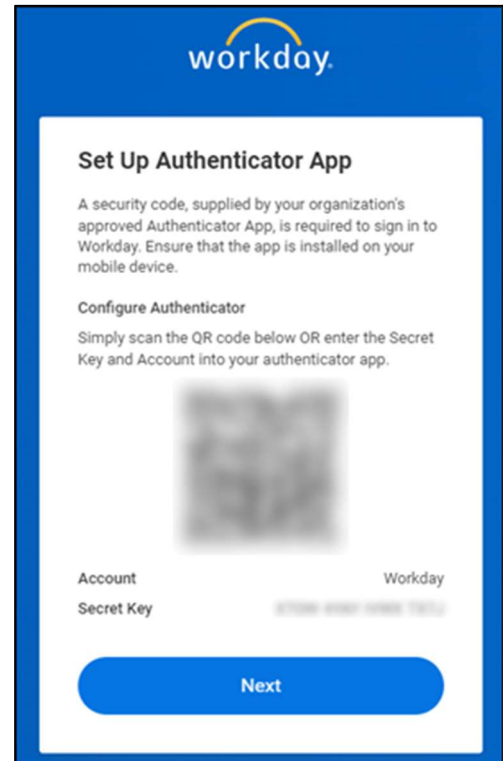 workday.
Set Up Authenticator App
A security code, supplied by your organization's
approved Authenticator App, is required to sign in to
Workday. Ensure that the app is installed on your
mobile device.
Configure Authenticator
Simply scan the QR code below OR enter the Secret
Key and Account into your authenticator app.
Account Workday
Secret Key
Next